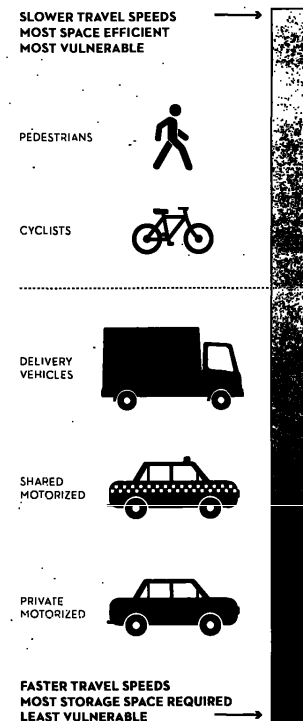 SLOWER TRAVEL SPEEDS
MOST SPACE EFFICIENT
MOST VULNERABLE
PEDESTRIANS
CYCLISTS
DELIVERY
VEHICLES
SHARED
MOTORIZED
PRIVATE
MOTORIZED
FASTER TRAVEL SPEEDS
MOST STORAGE SPACE REQUIRED
LEAST VULNERABLE